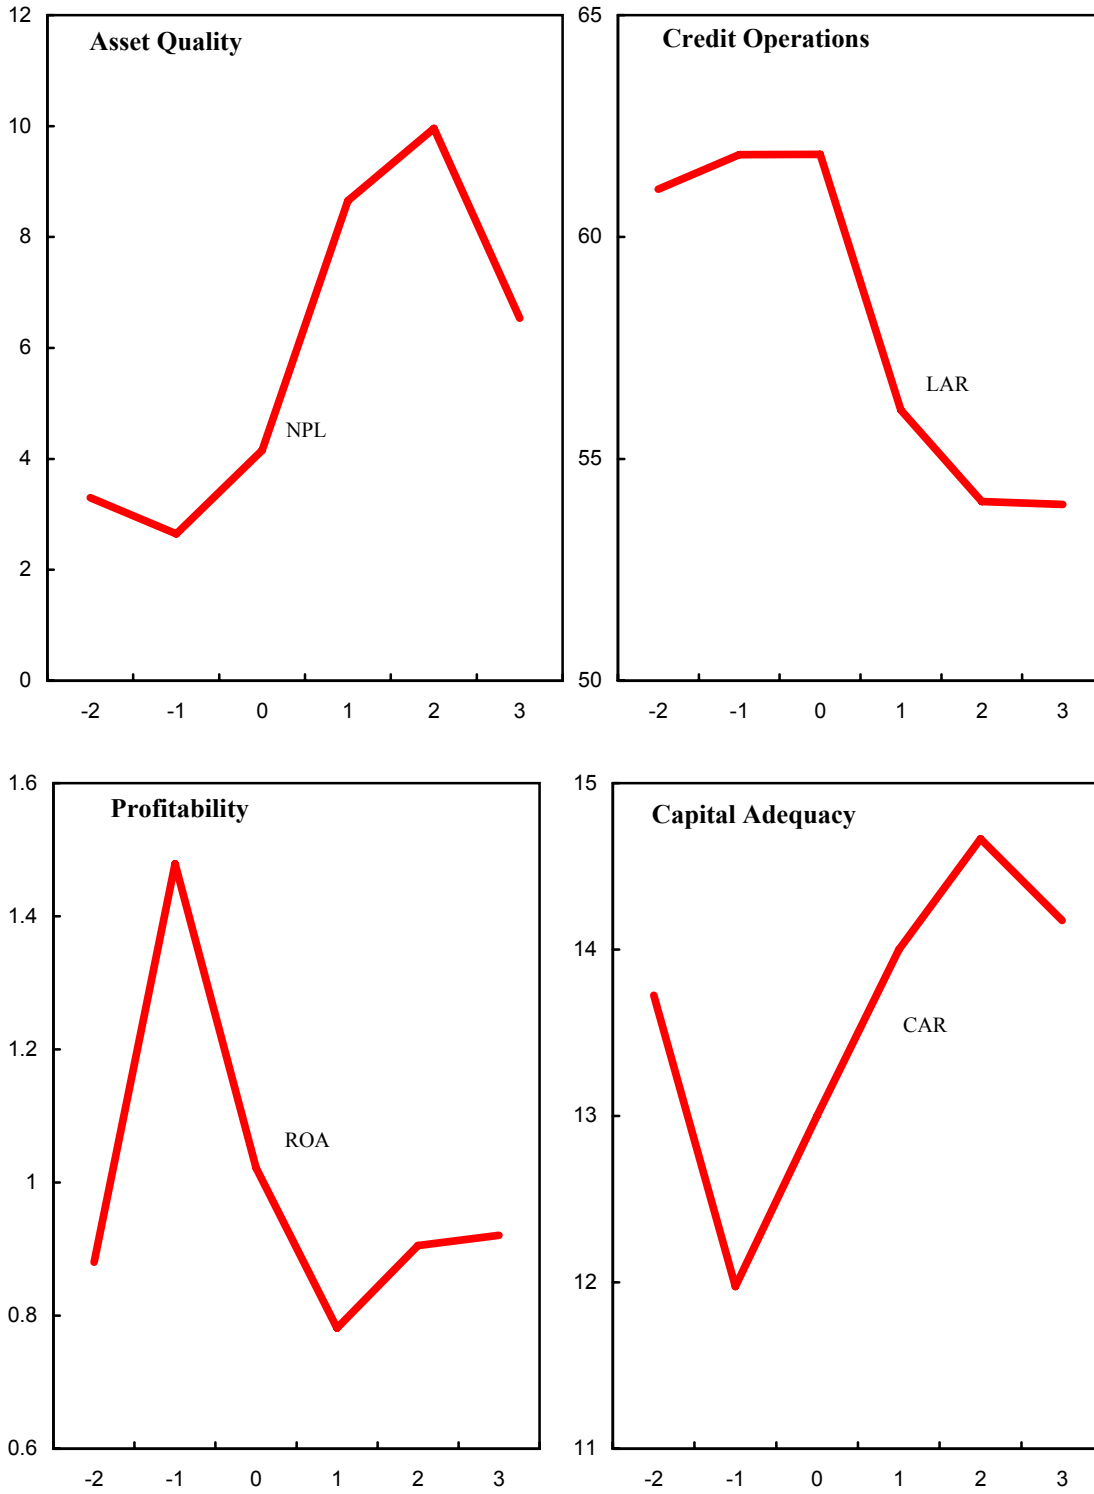 Asset Quality
12
10
8
6
4
2
0
NPL
-2 -1 0 1 2 3
Credit Operations
65
60
55
50
LAR
-2 -1 0 1 2 3
Profitability
1.6
1.4
1.2
1
0.8
0.6
ROA
-2 -1 0 1 2 3
Capital Adequacy
15
14
13
12
11
CAR
-2 -1 0 1 2 3